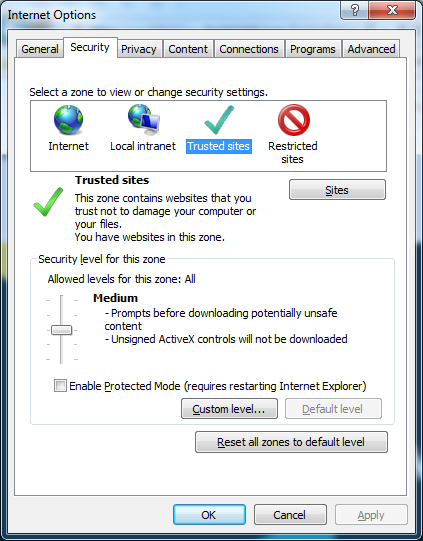 Internet Options
General Security Privacy Content Connections Programs Advanced
Select a zone to view or change security settings.
Internet Local intranet Trusted sites Restricted
sites
Trusted sites
Sites
This zone contains websites that you
trust not to damage your computer or
your files.
You have websites in this zone.
Security level for this zone
Allowed levels for this zone: All
Medium
- Prompts before downloading potentially unsafe
content
- Unsigned ActiveX controls will not be downloaded
Enable Protected Mode (requires restarting Internet Explorer)
Custom level... Default level
Reset all zones to default level
OK Cancel Apply